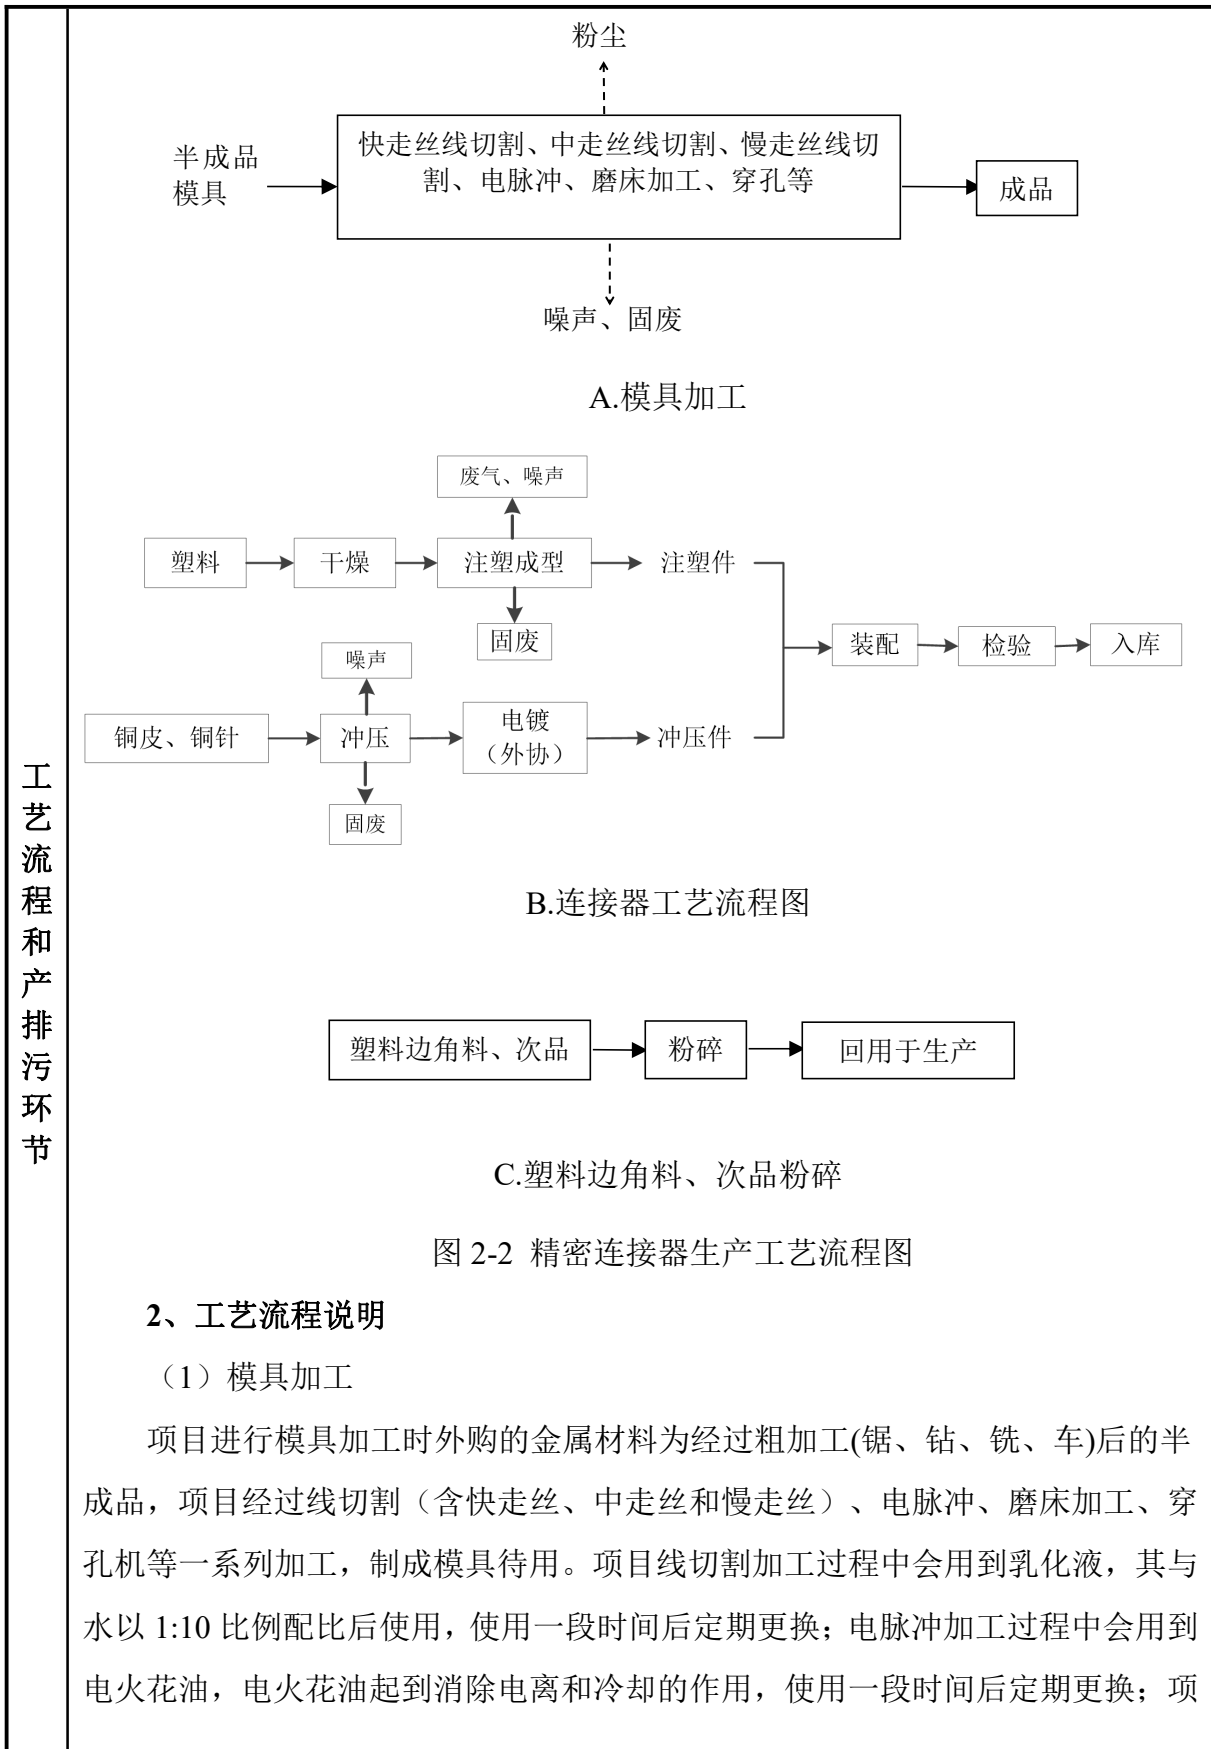 工艺流程和产排污环节
粉尘
半成品
模具
快走丝线切割、中走丝线切割、慢走丝线切
割、电脉冲、磨床加工、穿孔等
成品
噪声、固废
A.模具加工
废气、噪声
塑料
干燥
注塑成型
注塑件
固废
噪声
装配
检验
入库
铜皮、铜针
冲压
电镀
（外协）
冲压件
固废
B.连接器工艺流程图
塑料边角料、次品
粉碎
回用于生产
C.塑料边角料、次品粉碎
图 2-2 精密连接器生产工艺流程图
2、工艺流程说明
（1）模具加工
项目进行模具加工时外购的金属材料为经过粗加工(锯、钻、铣、车)后的半
成品，项目经过线切割（含快走丝、中走丝和慢走丝）、电脉冲、磨床加工、穿
孔机等一系列加工，制成模具待用。项目线切割加工过程中会用到乳化液，其与
水以 1:10 比例配比后使用，使用一段时间后定期更换；电脉冲加工过程中会用到
电火花油，电火花油起到消除电离和冷却的作用，使用一段时间后定期更换；项